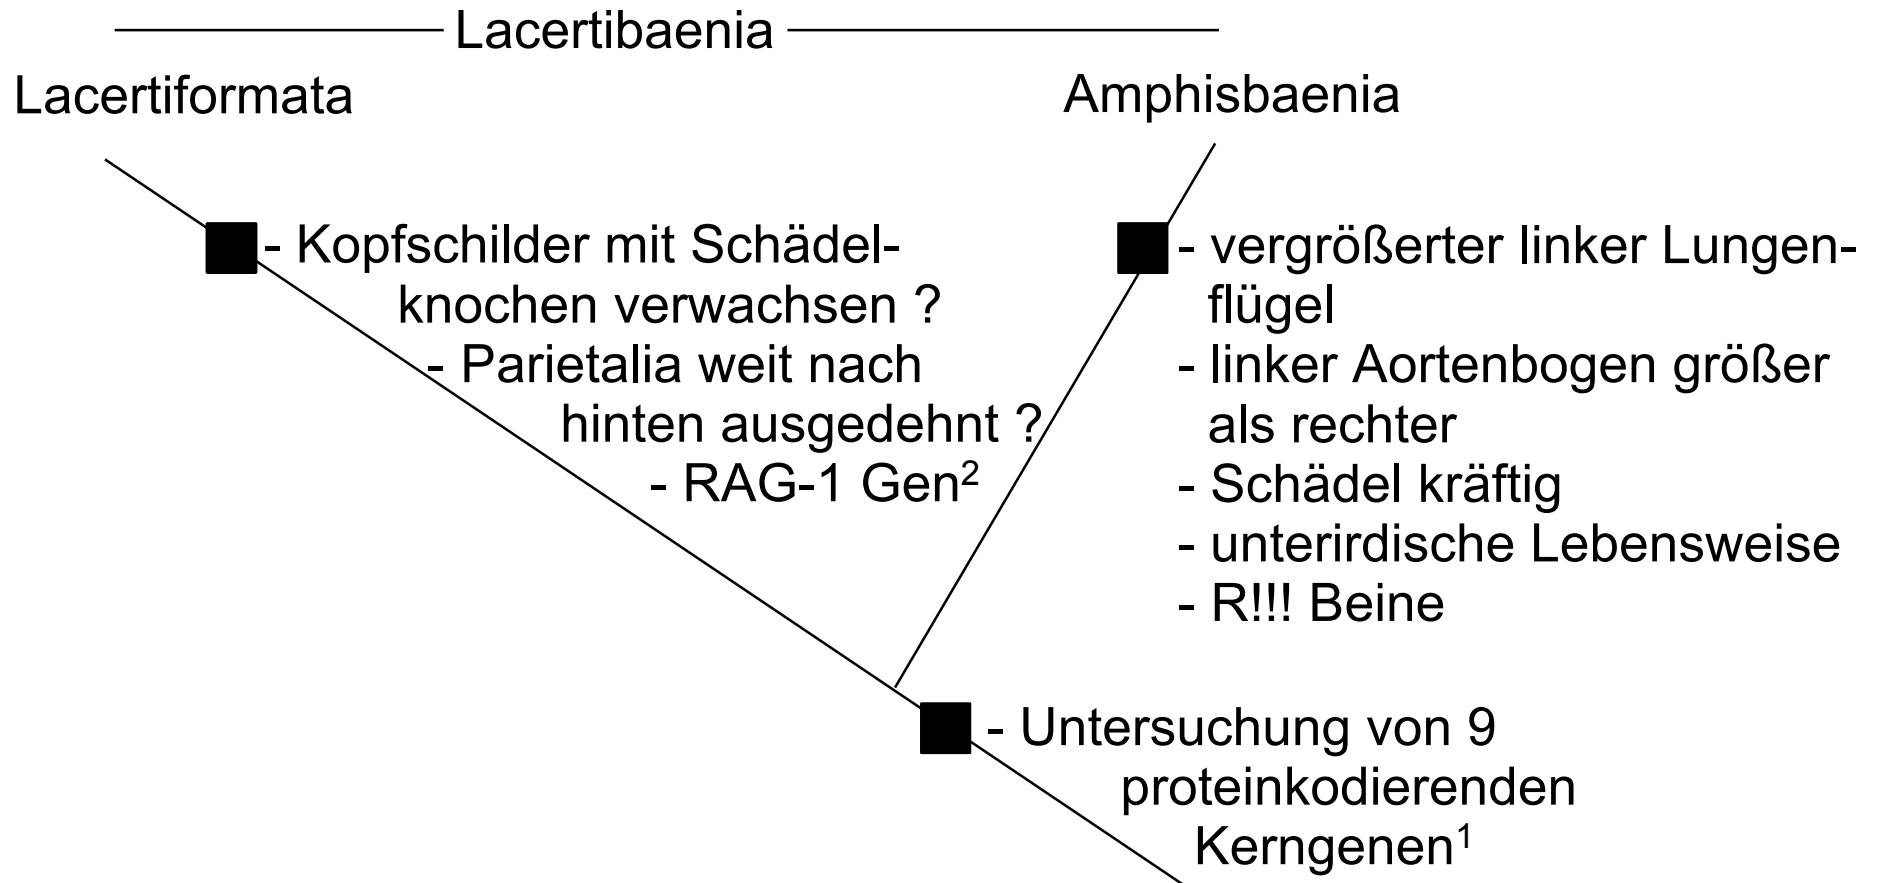 Lacertibaenia
Lacertiformata
Amphisbaenia
- Kopfschilder mit Schädel-
knochen verwachsen ?
- Parietalia weit nach
hinten ausgedehnt ?
- RAG-1 Gen²
- vergrößerter linker Lungen-
flügel
- linker Aortenbogen größer
als rechter
- Schädel kräftig
- unterirdische Lebensweise
- R!!! Beine
- Untersuchung von 9
proteinkodierenden
Kerngenen¹